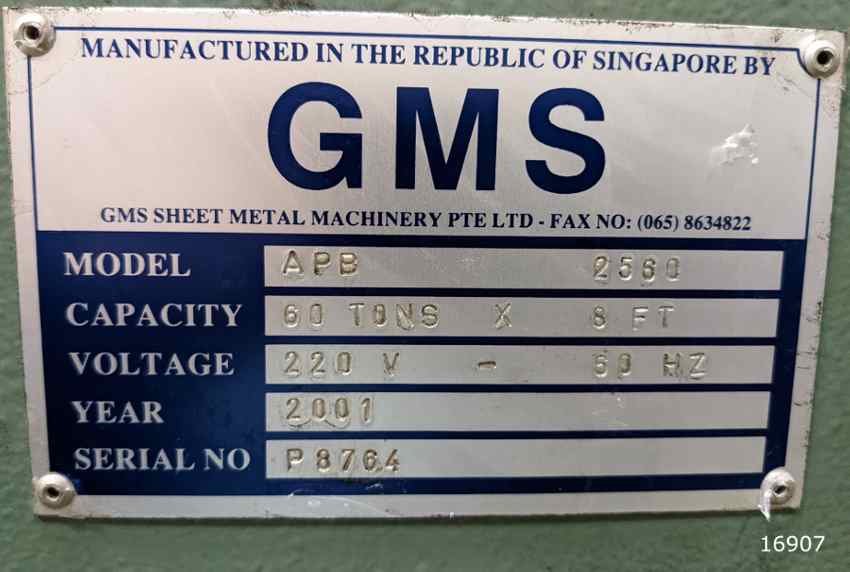 MANUFACTURED IN THE REPUBLIC OF SINGAPORE BY
GMS
GMS SHEET METAL MACHINERY PTE LTD - FAX NO: (065) 8634822
MODEL APB 2560
CAPACITY 60 TONS X 8 FT
VOLTAGE 220 V - 60 HZ
YEAR 2001
SERIAL NO P8764
16907